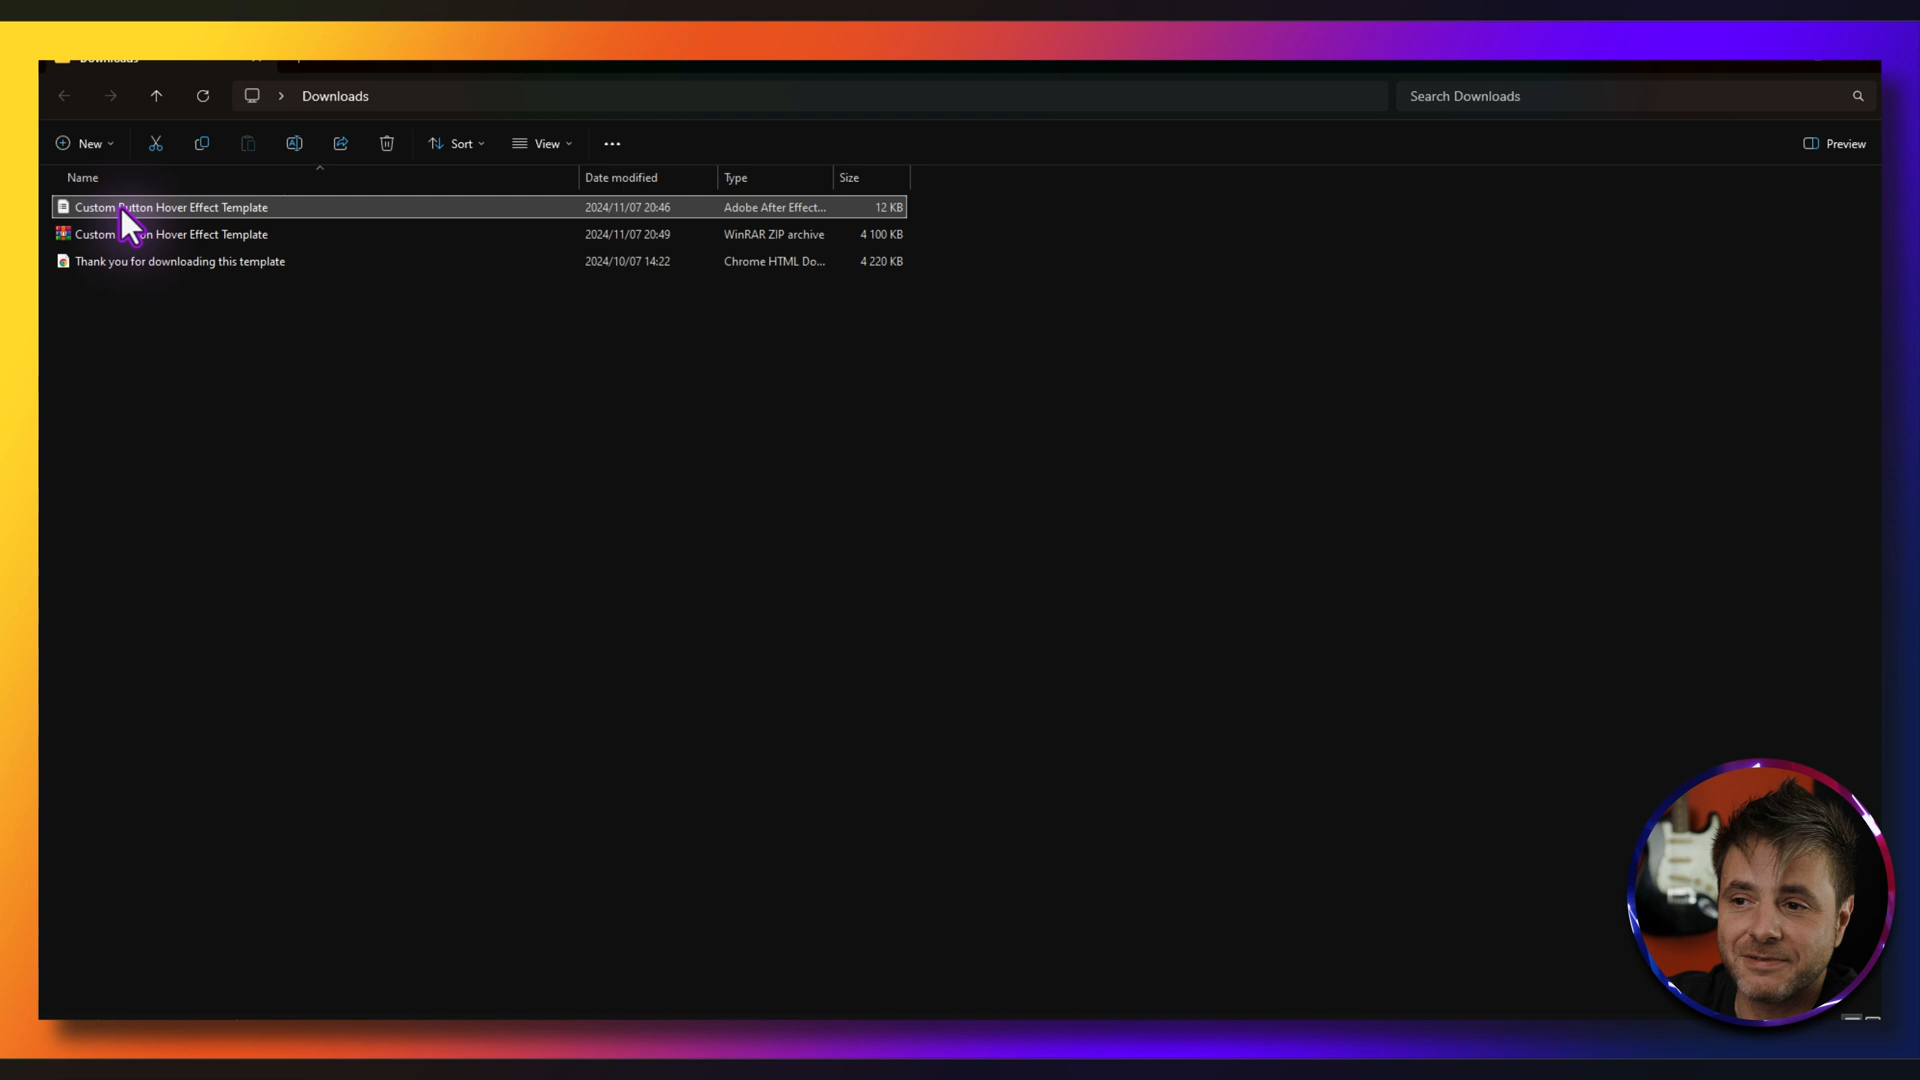 Downloads
Downloads
Search Downloads
New
Sort
View
Preview
Name Date modified Type Size
Custom Button Hover Effect Template 2024/11/07 20:46 Adobe After Effect... 12 KB
Custom Button Hover Effect Template 2024/11/07 20:49 WinRAR ZIP archive 4 100 KB
Thank you for downloading this template 2024/10/07 14:22 Chrome HTML Do... 4 220 KB